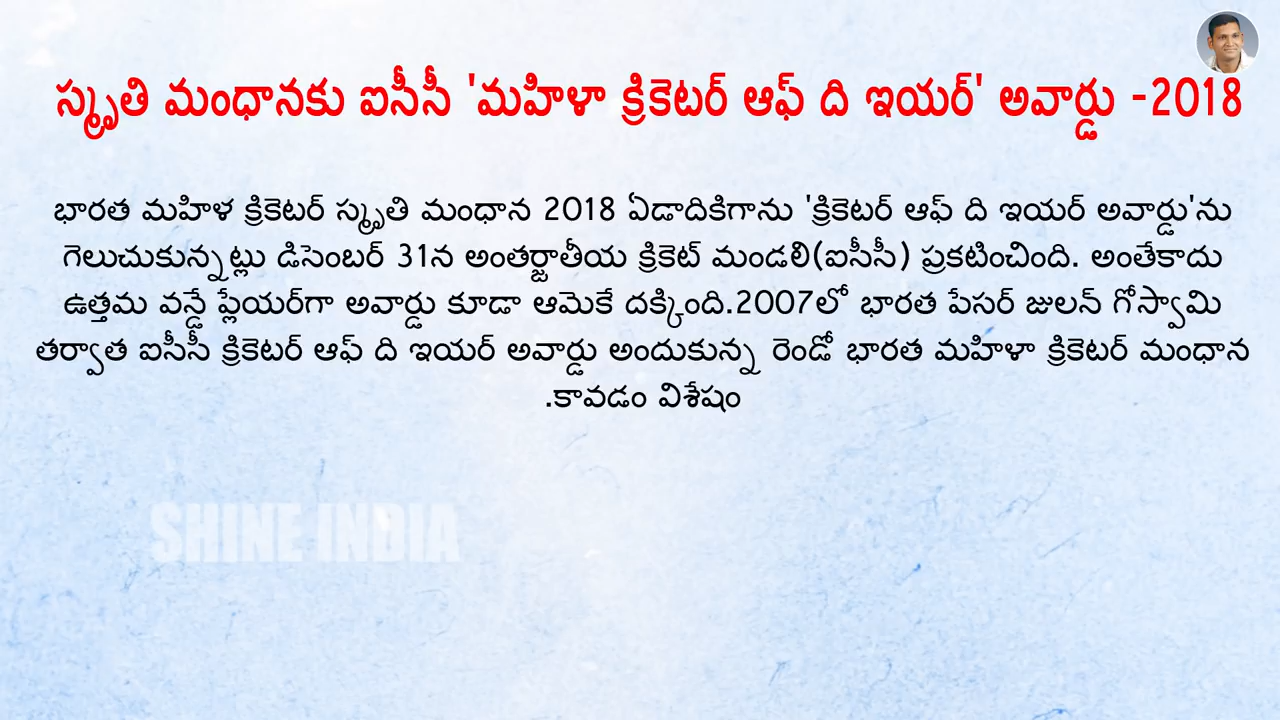 స్మృతి మంధానకు ఐసీసీ 'మహిళా క్రికెటర్ ఆఫ్ ది ఇయర్' అవార్డు -2018
భారత మహిళ క్రికెటర్ స్మృతి మంధాన 2018 ఏడాదికిగాను 'క్రికెటర్ ఆఫ్ ది ఇయర్ అవార్డు'ను
గెలుచుకున్నట్లు డిసెంబర్ 31న అంతర్జాతీయ క్రికెట్ మండలి(ఐసీసీ) ప్రకటించింది. అంతేకాదు
ఉత్తమ వన్డే ప్లేయర్‌గా అవార్డు కూడా ఆమెకే దక్కింది.2007లో భారత పేసర్ జులన్ గోస్వామి
తర్వాత ఐసీసీ క్రికెటర్ ఆఫ్ ది ఇయర్ అవార్డు అందుకున్న రెండో భారత మహిళా క్రికెటర్ మంధాన
.కావడం విశేషం
SHINE INDIA